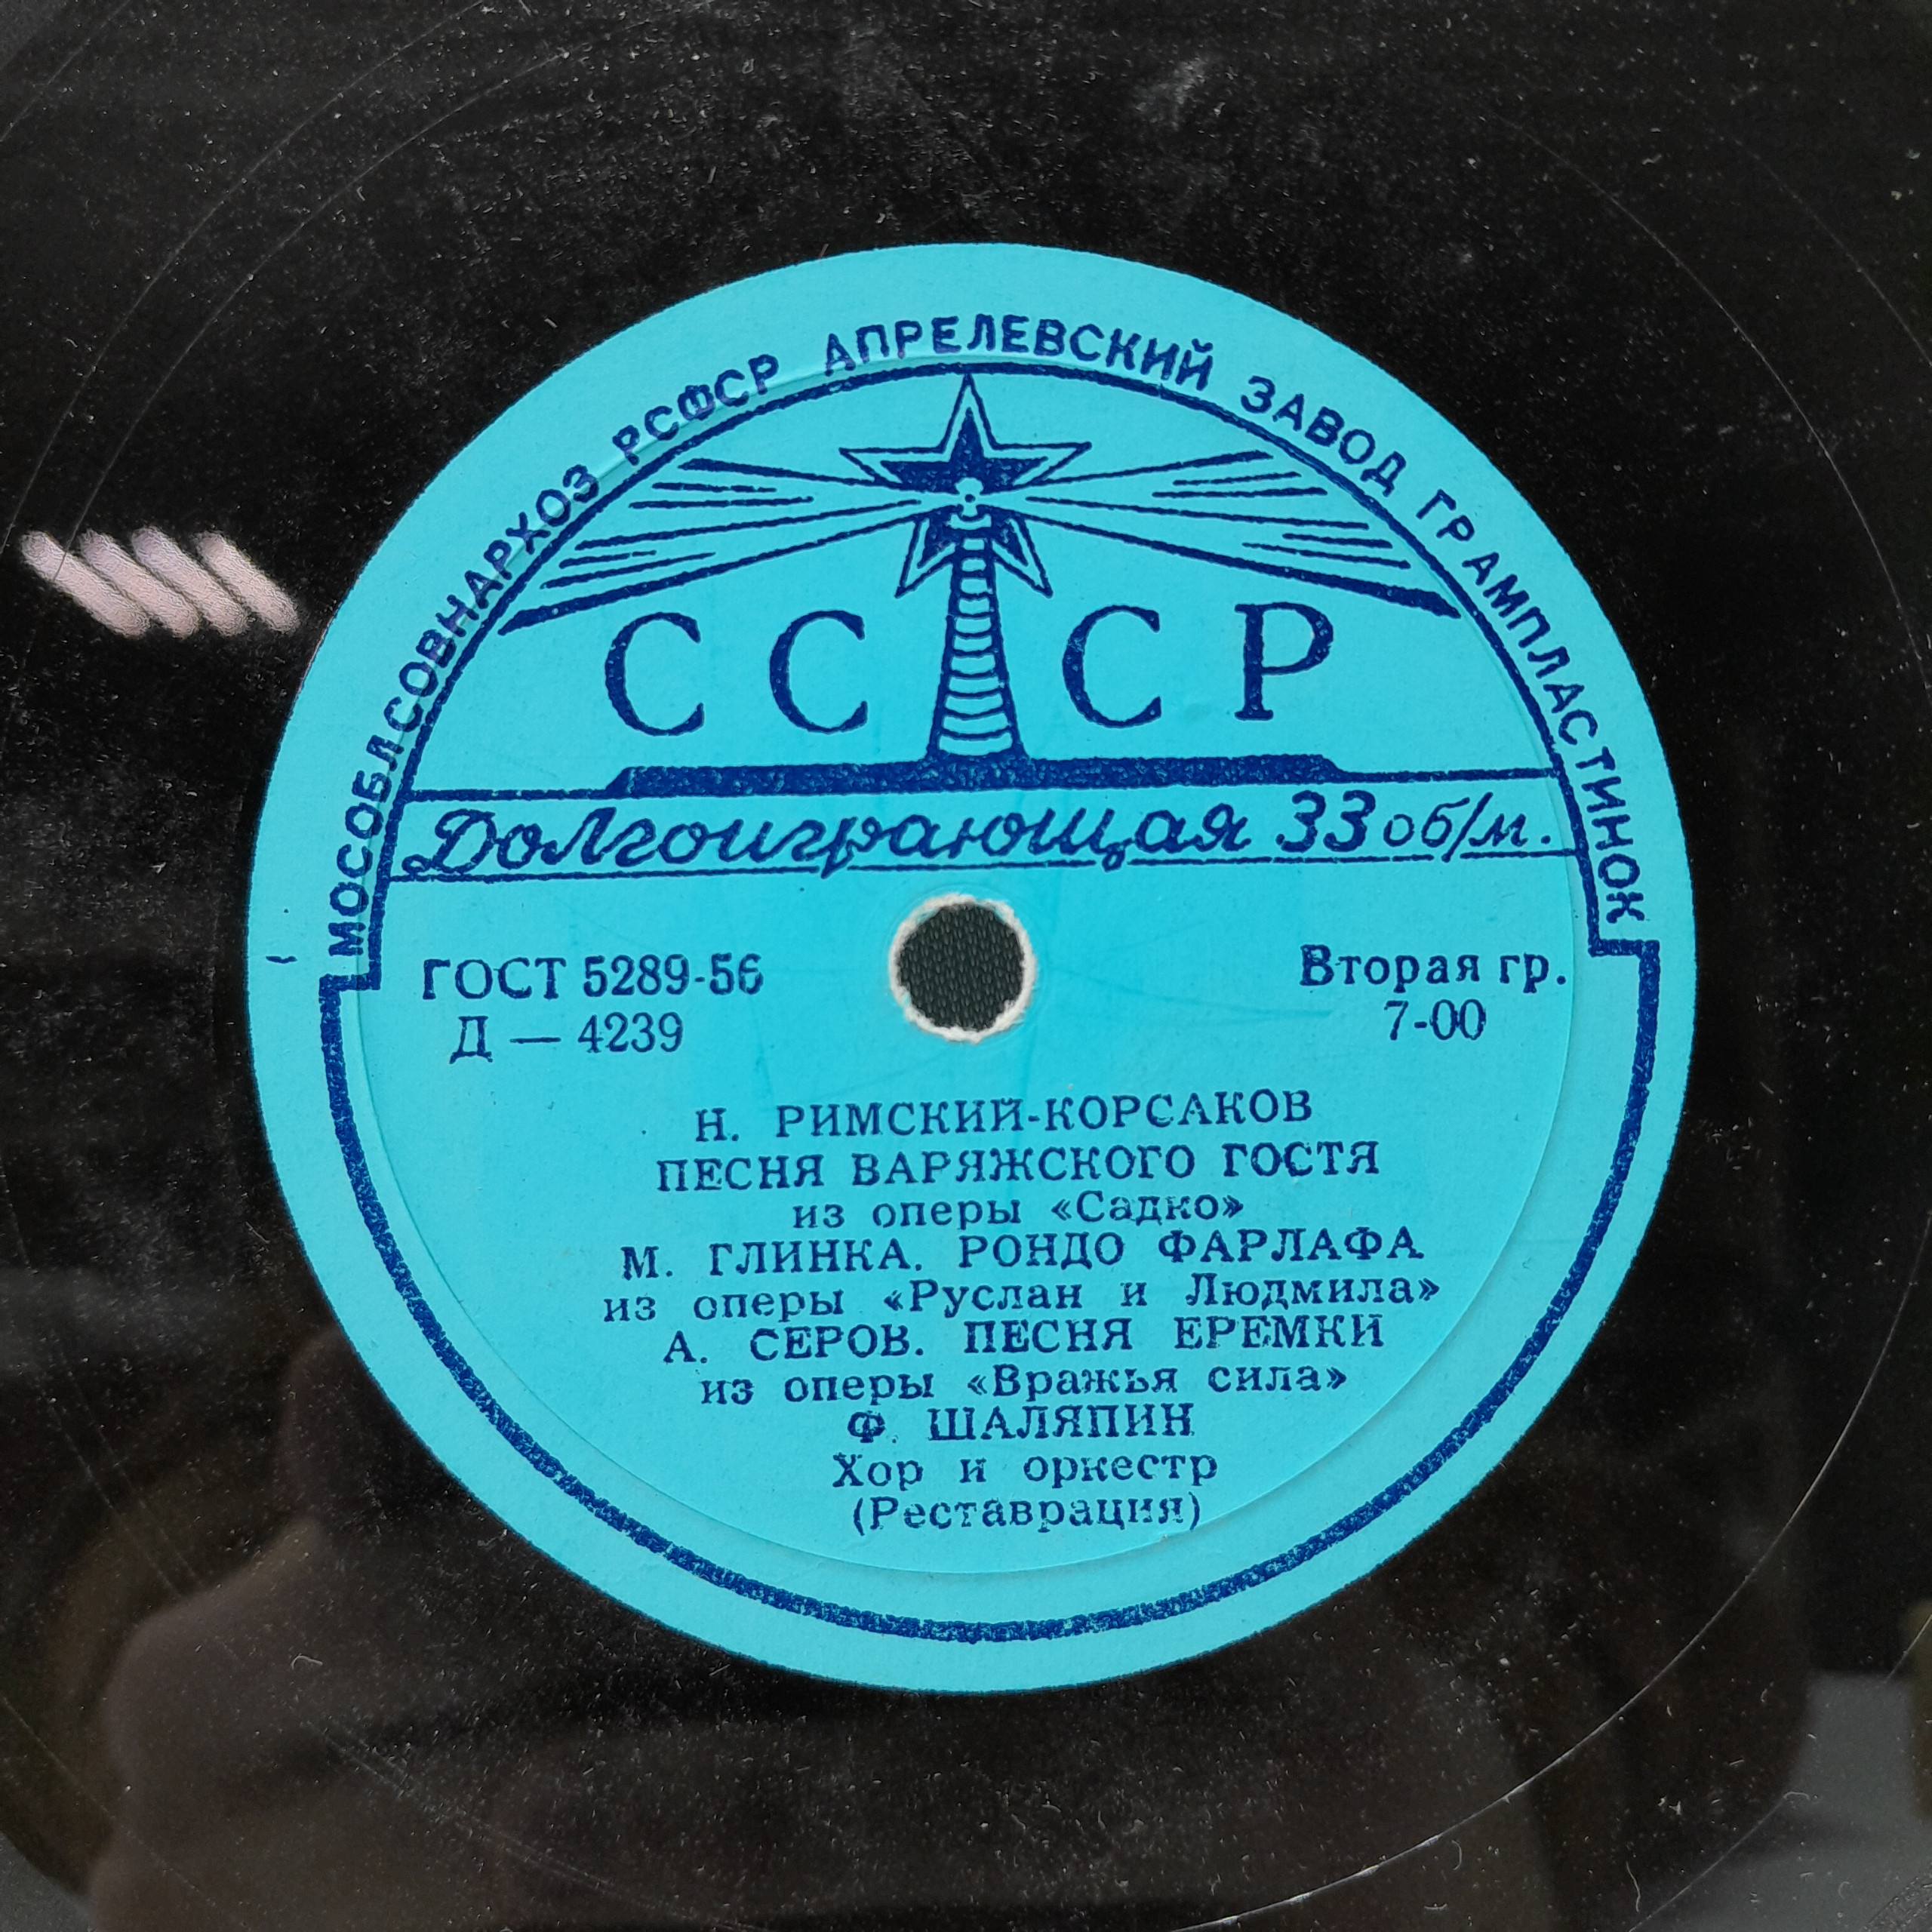 МОСОБЛСОВНАРХОЗ РСФСР АПРЕЛЕВСКИЙ ЗАВОД ГРАМПЛАСТИНОК
СССР
Долгоиграющая 33 об/м.
ГОСТ 5289-56
Д — 4239
Вторая гр.
7-00
Н. РИМСКИЙ-КОРСАКОВ
ПЕСНЯ ВАРЯЖСКОГО ГОСТЯ
из оперы «Садко»
М. ГЛИНКА. РОНДО ФАРЛАФА
из оперы «Руслан и Людмила»
А. СЕРОВ. ПЕСНЯ ЕРЕМКИ
из оперы «Вражья сила»
Ф. ШАЛЯПИН
Хор и оркестр
(Реставрация)